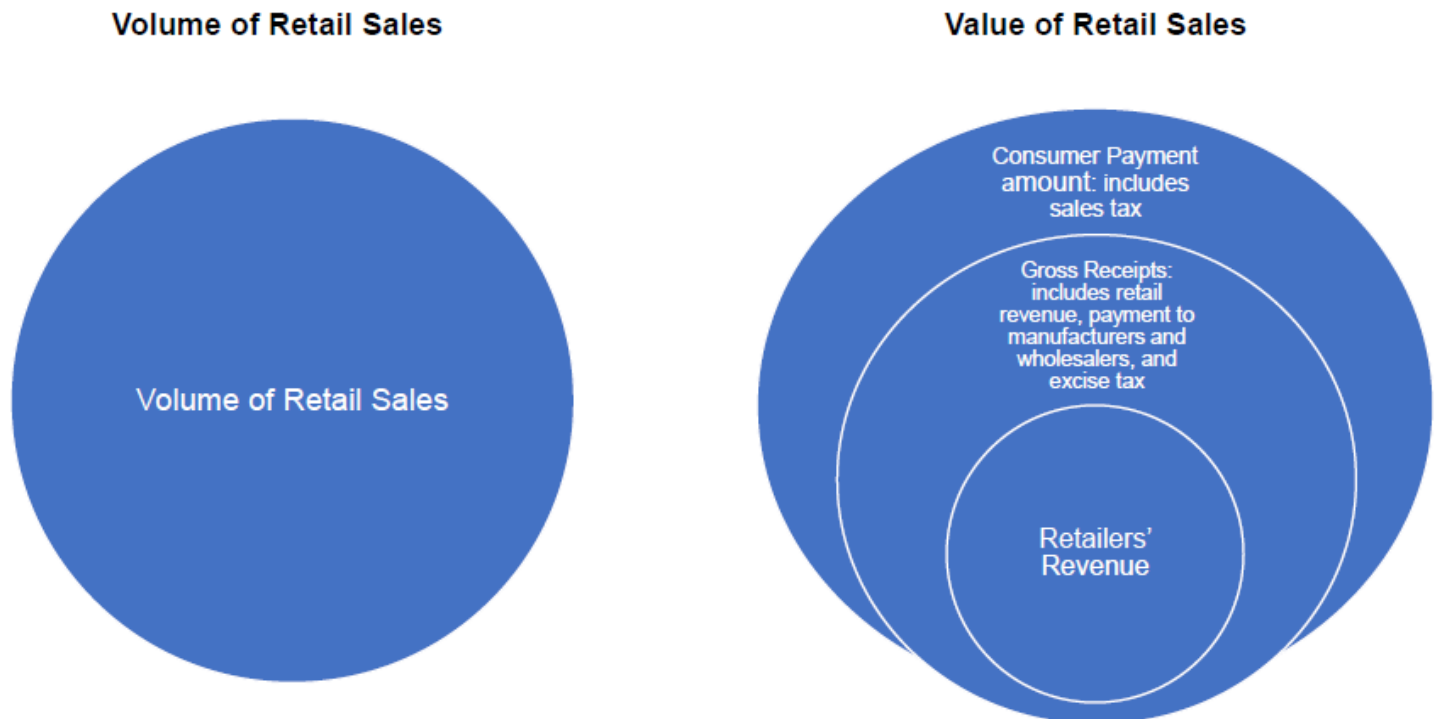 Volume of Retail Sales
Value of Retail Sales
Volume of Retail Sales
Consumer Payment
amount: includes
sales tax
Gross Receipts:
includes retail
revenue, payment to
manufacturers and
wholesalers, and
excise tax
Retailers’
Revenue